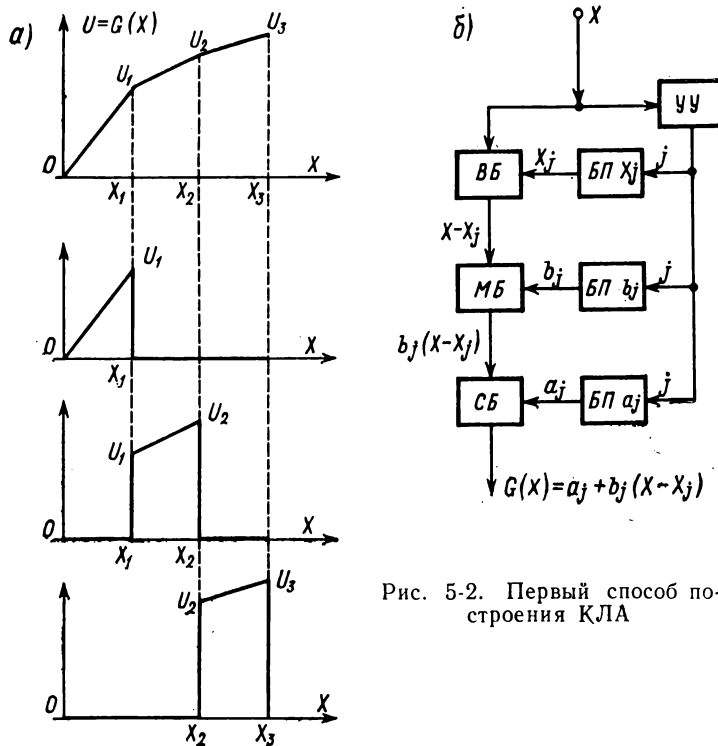 а)
U=G(X)
U₁
U₂
U₃
0
X₁
X₂
X₃
X
U₁
0
X₁
X
U₁
U₂
0
X₁
X₂
X
U₂
U₃
0
X₂
X₃
X
б)
X
УУ
ВБ
Xⱼ
БП Xⱼ
j
X-Xⱼ
МБ
bⱼ
БП bⱼ
j
bⱼ(X-Xⱼ)
СБ
aⱼ
БП aⱼ
j
G(X)=aⱼ+bⱼ(X-Xⱼ)
Рис. 5-2. Первый способ по-
строения КЛА